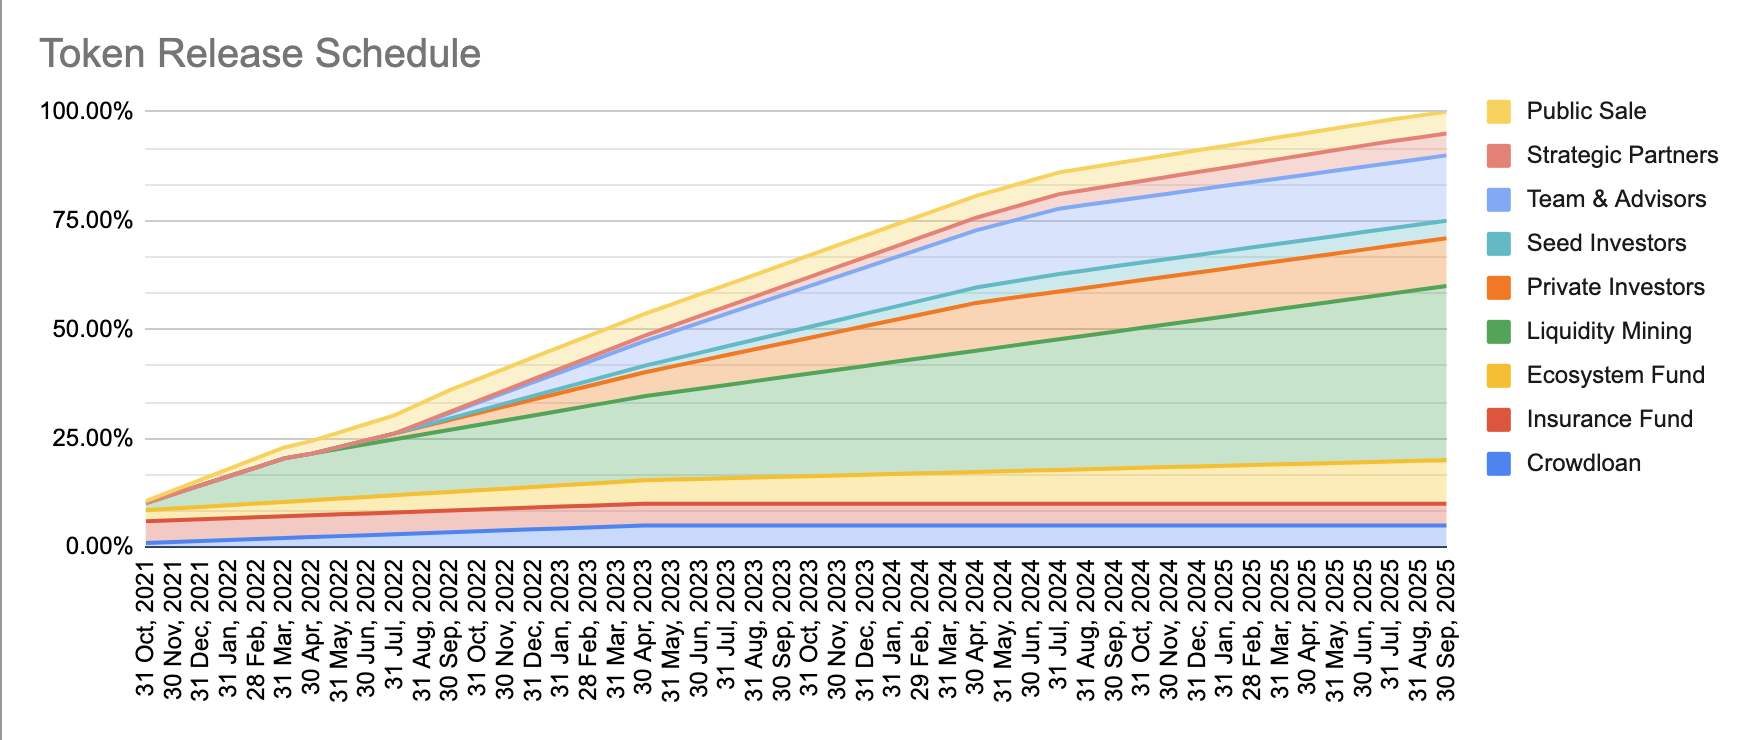 Token Release Schedule
100.00%
75.00%
50.00%
25.00%
0.00%
31 Oct, 2021
30 Nov, 2021
31 Dec, 2021
31 Jan, 2022
28 Feb, 2022
31 Mar, 2022
30 Apr, 2022
31 May, 2022
30 Jun, 2022
31 Jul, 2022
31 Aug, 2022
30 Sep, 2022
31 Oct, 2022
30 Nov, 2022
31 Dec, 2022
31 Jan, 2023
28 Feb, 2023
31 Mar, 2023
30 Apr, 2023
31 May, 2023
30 Jun, 2023
31 Jul, 2023
31 Aug, 2023
30 Sep, 2023
31 Oct, 2023
30 Nov, 2023
31 Dec, 2023
31 Jan, 2024
29 Feb, 2024
31 Mar, 2024
30 Apr, 2024
31 May, 2024
30 Jun, 2024
31 Jul, 2024
31 Aug, 2024
30 Sep, 2024
31 Oct, 2024
30 Nov, 2024
31 Dec, 2024
31 Jan, 2025
28 Feb, 2025
31 Mar, 2025
30 Apr, 2025
31 May, 2025
30 Jun, 2025
31 Jul, 2025
31 Aug, 2025
30 Sep, 2025
Public Sale
Strategic Partners
Team & Advisors
Seed Investors
Private Investors
Liquidity Mining
Ecosystem Fund
Insurance Fund
Crowdloan